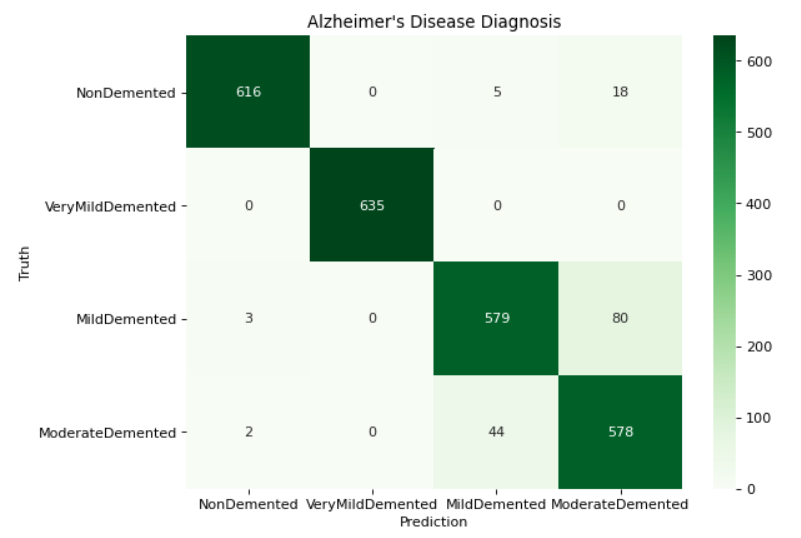 Alzheimer's Disease Diagnosis
NonDemented 616 0 5 18
VeryMildDemented 0 635 0 0
MildDemented 3 0 579 80
ModerateDemented 2 0 44 578
NonDemented VeryMildDemented MildDemented ModerateDemented
Prediction
Truth
600
500
400
300
200
100
0